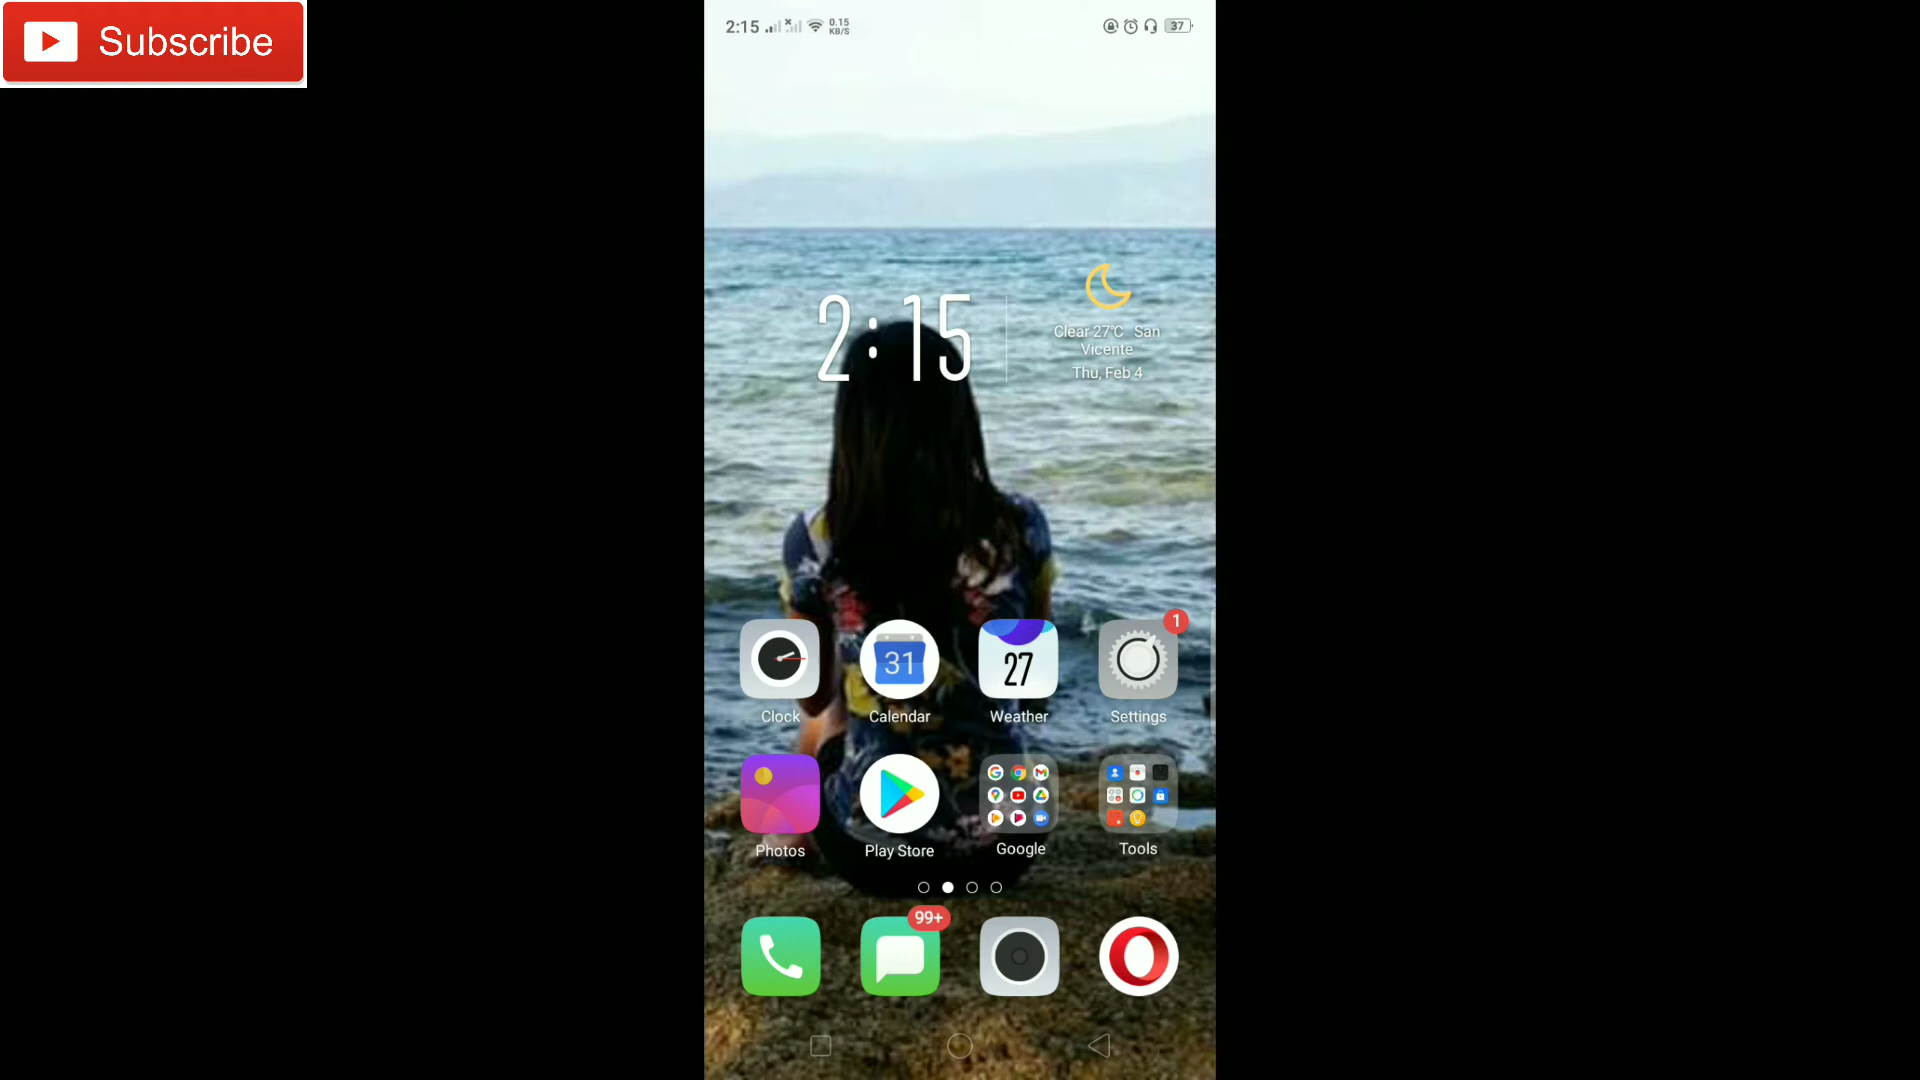 Subscribe
2:15
0.15
KB/S
37
2:15
Clear 27°C San
Vicente
Thu, Feb 4
1
31
27
Clock
Calendar
Weather
Settings
Photos
Play Store
Google
Tools
99+